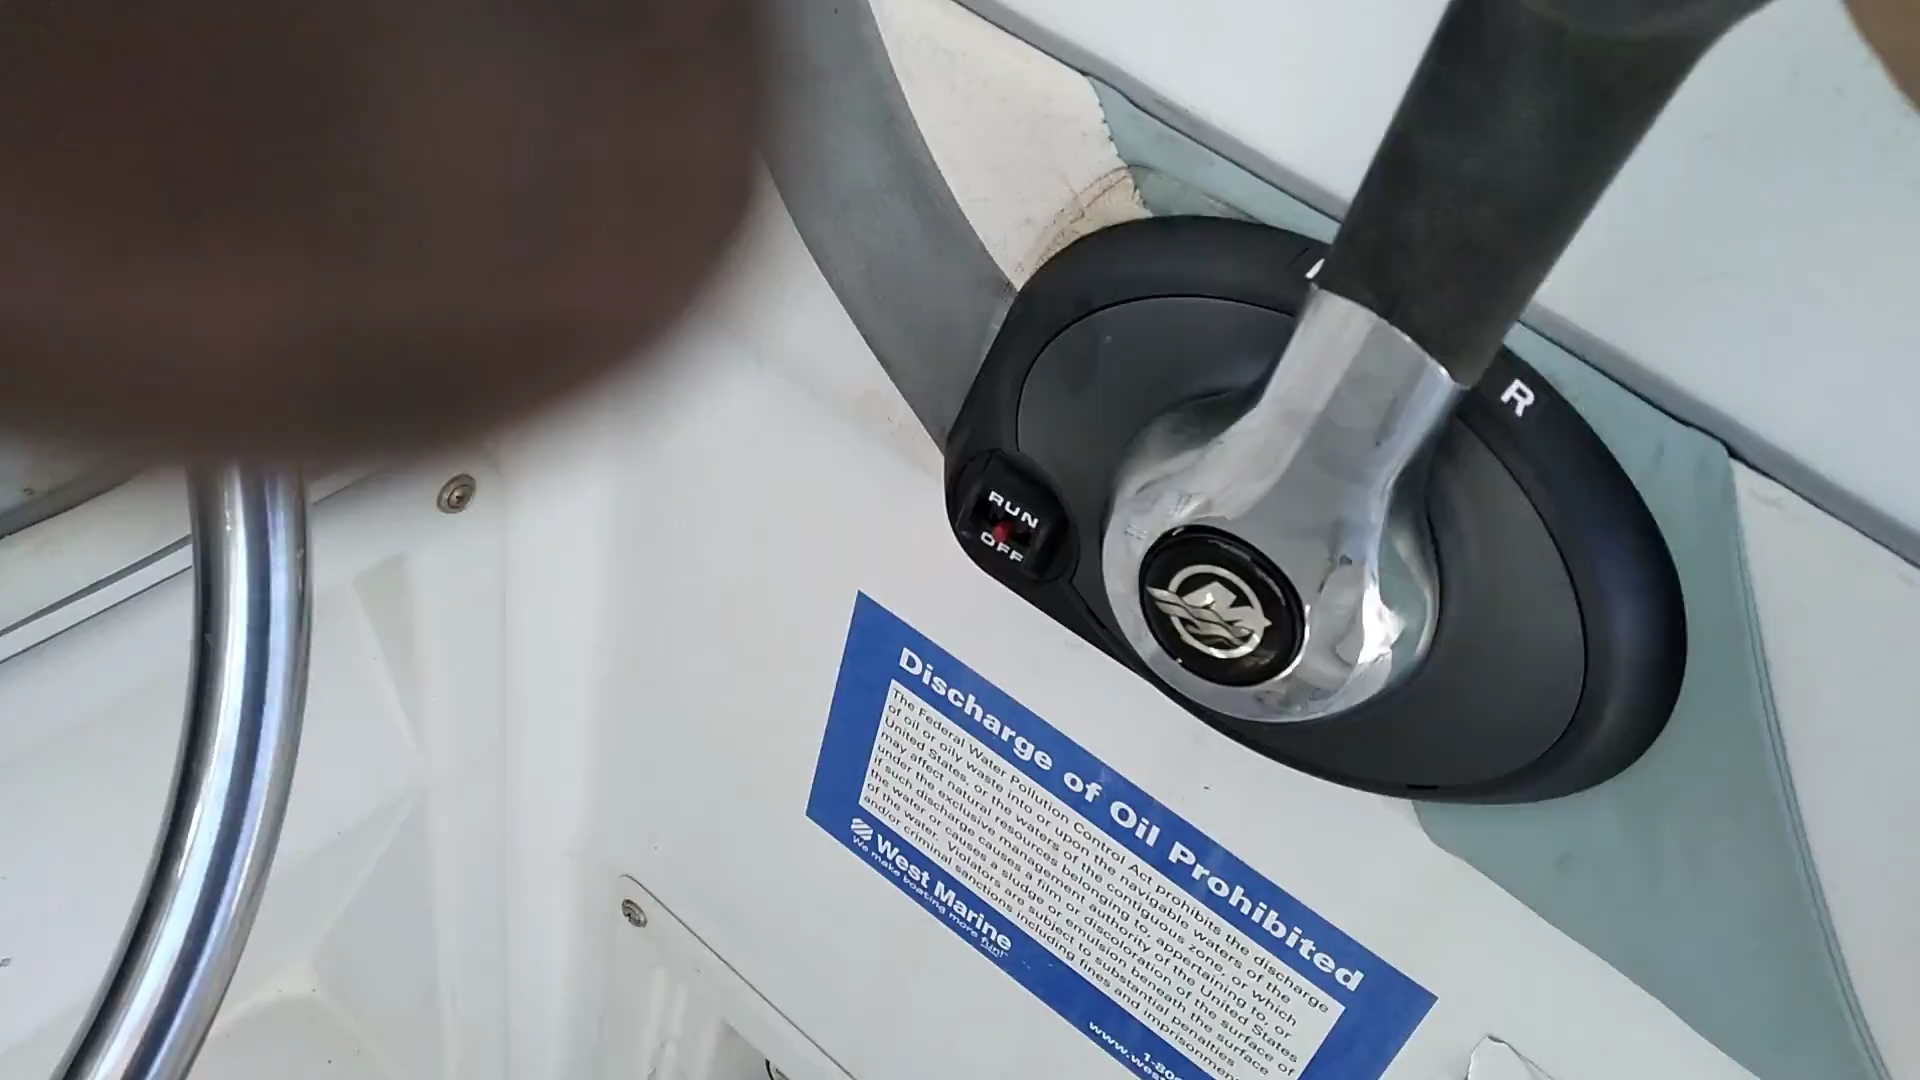 R
RUN
OFF
Discharge of Oil Prohibited
The Federal Water Pollution Control Act prohibits the discharge
of oil or oily waste into or upon the navigable waters of the
United States, or the waters of the contiguous zone, or which
may affect natural resources belonging to, appertaining to, or
under the exclusive management authority of the United States
if such discharge causes a film or discoloration of the surface of
the water or causes a sludge or emulsion beneath the surface of
the water. Violators are subject to substantial penalties
and/or criminal sanctions including fines and
West Marine
We make boating more fun!